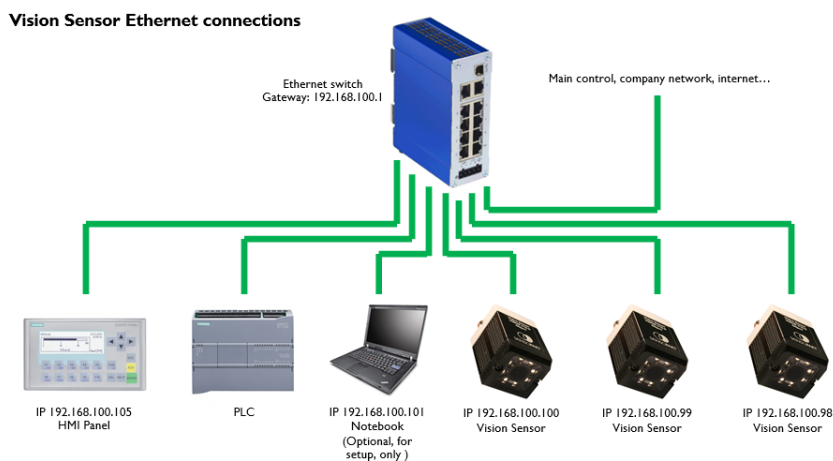 Vision Sensor Ethernet connections
Ethernet switch
Gateway: 192.168.100.1
Main control, company network, internet...
IP 192.168.100.105
HMI Panel
PLC
IP 192.168.100.101
Notebook
(Optional, for
setup, only )
IP 192.168.100.100
Vision Sensor
IP 192.168.100.99
Vision Sensor
IP 192.168.100.98
Vision Sensor